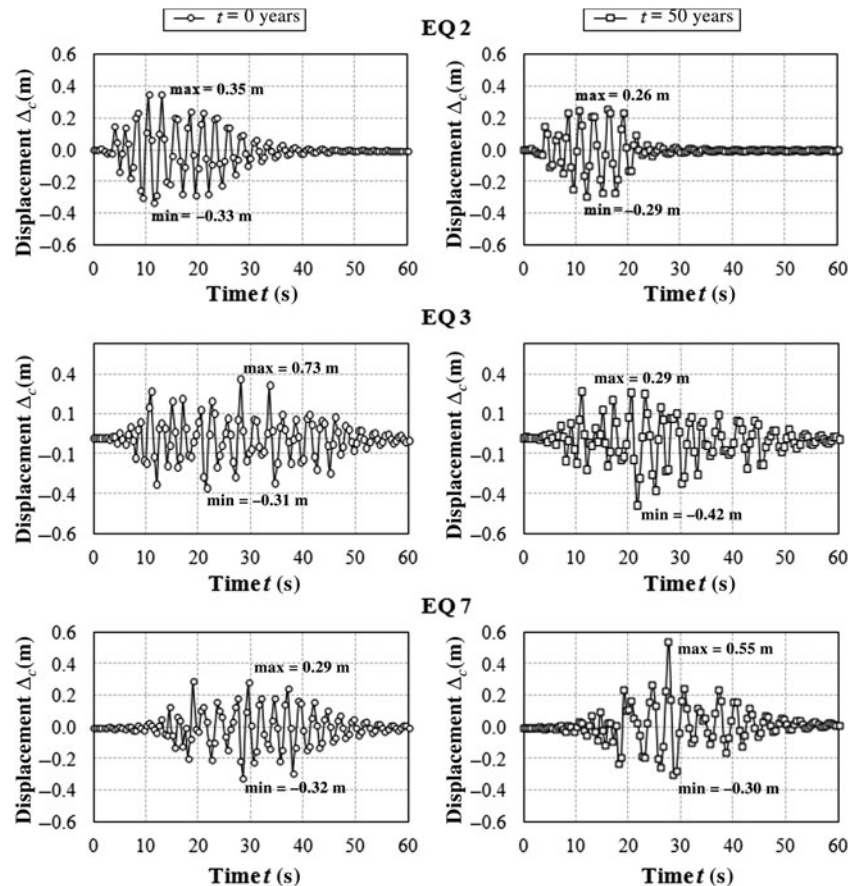 t = 0 years
t = 50 years
EQ 2
Displacement Δc(m)
0.6
0.4
0.2
0.0
−0.2
−0.4
−0.6
max = 0.35 m
min = −0.33 m
0 10 20 30 40 50 60
Time t (s)
Displacement Δc(m)
0.6
0.4
0.2
0.0
−0.2
−0.4
−0.6
max = 0.26 m
min = −0.29 m
0 10 20 30 40 50 60
Time t (s)
EQ 3
Displacement Δc(m)
0.4
0.1
−0.1
−0.4
−0.6
max = 0.73 m
min = −0.31 m
0 10 20 30 40 50 60
Time t (s)
Displacement Δc(m)
0.4
0.1
−0.1
−0.4
−0.6
max = 0.29 m
min = −0.42 m
0 10 20 30 40 50 60
Time t (s)
EQ 7
Displacement Δc(m)
0.6
0.4
0.2
0.0
−0.2
−0.4
−0.6
max = 0.29 m
min = −0.32 m
0 10 20 30 40 50 60
Time t (s)
Displacement Δc(m)
0.6
0.4
0.2
0.0
−0.2
−0.4
−0.6
max = 0.55 m
min = −0.30 m
0 10 20 30 40 50 60
Time t (s)